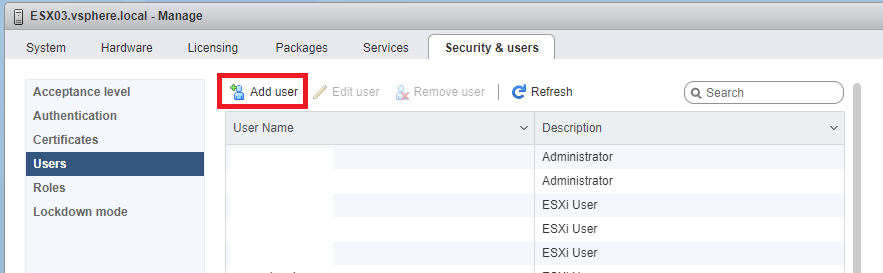 ESX03.vsphere.local - Manage
System Hardware Licensing Packages Services Security & users
Acceptance level
Authentication
Certificates
Users
Roles
Lockdown mode
Add user Edit user Remove user Refresh Search
User Name Description
Administrator
Administrator
ESXi User
ESXi User
ESXi User
ESXi User